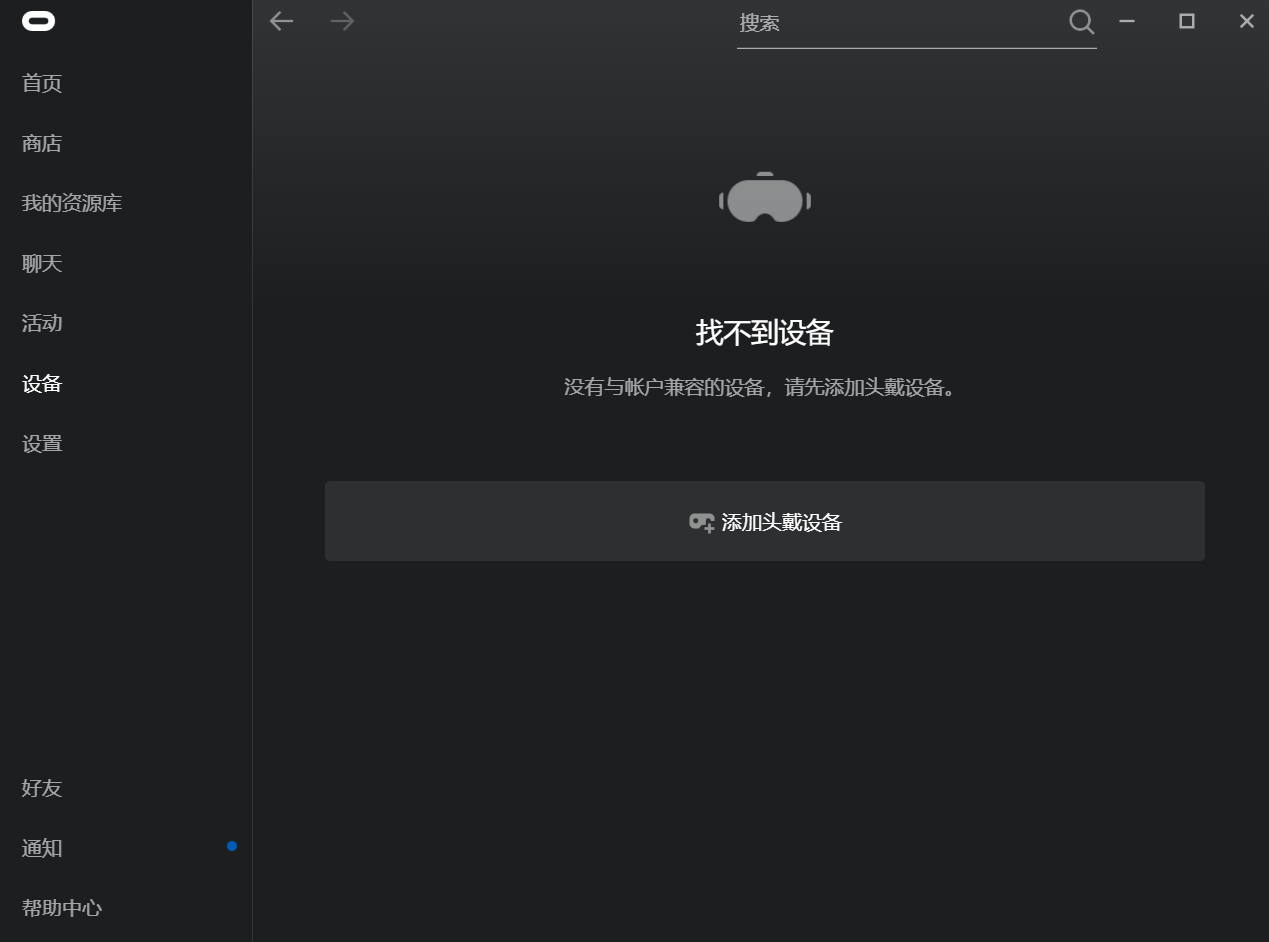 搜索
首页
商店
我的资源库
聊天
活动
设备
设置
找不到设备
没有与帐户兼容的设备，请先添加头戴设备。
添加头戴设备
好友
通知
帮助中心